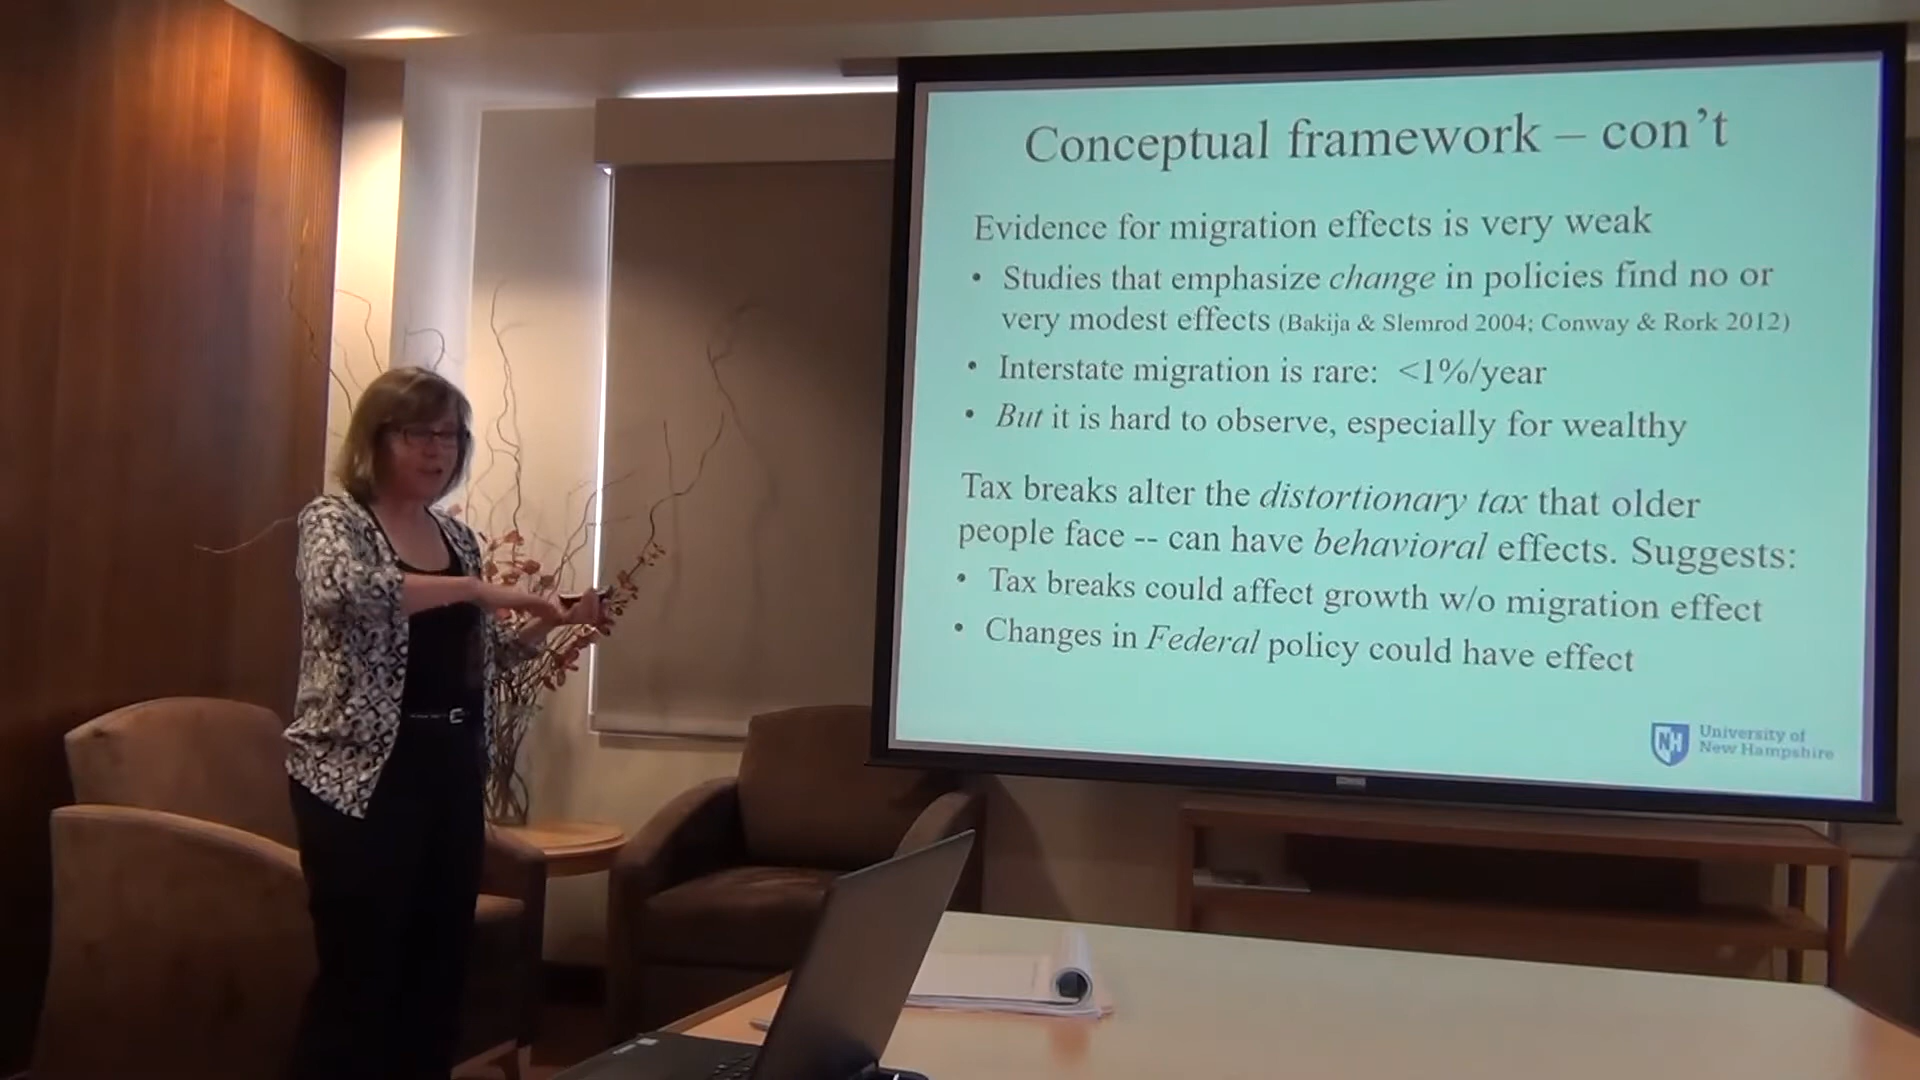 Conceptual framework – con't
Evidence for migration effects is very weak
• Studies that emphasize change in policies find no or
very modest effects (Bakija & Slemrod 2004; Conway & Rork 2012)
• Interstate migration is rare: <1%/year
• But it is hard to observe, especially for wealthy
Tax breaks alter the distortionary tax that older
people face -- can have behavioral effects. Suggests:
• Tax breaks could affect growth w/o migration effect
• Changes in Federal policy could have effect
NH
University of
New Hampshire